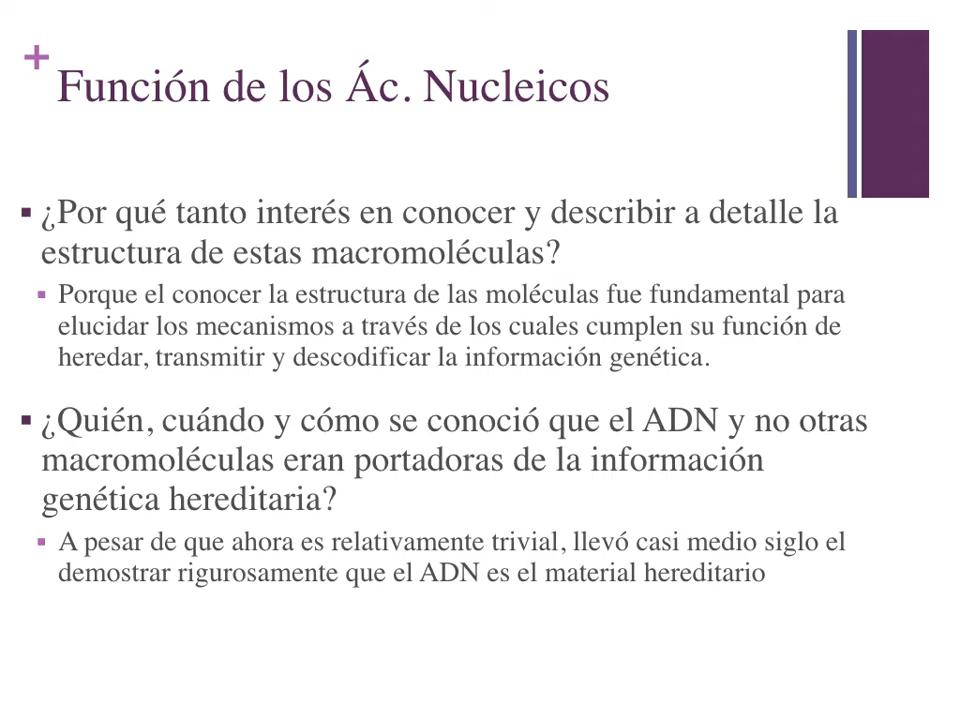 +
Función de los Ác. Nucleicos
▪ ¿Por qué tanto interés en conocer y describir a detalle la
estructura de estas macromoléculas?
▪ Porque el conocer la estructura de las moléculas fue fundamental para
elucidar los mecanismos a través de los cuales cumplen su función de
heredar, transmitir y descodificar la información genética.
▪ ¿Quién, cuándo y cómo se conoció que el ADN y no otras
macromoléculas eran portadoras de la información
genética hereditaria?
▪ A pesar de que ahora es relativamente trivial, llevó casi medio siglo el
demostrar rigurosamente que el ADN es el material hereditario